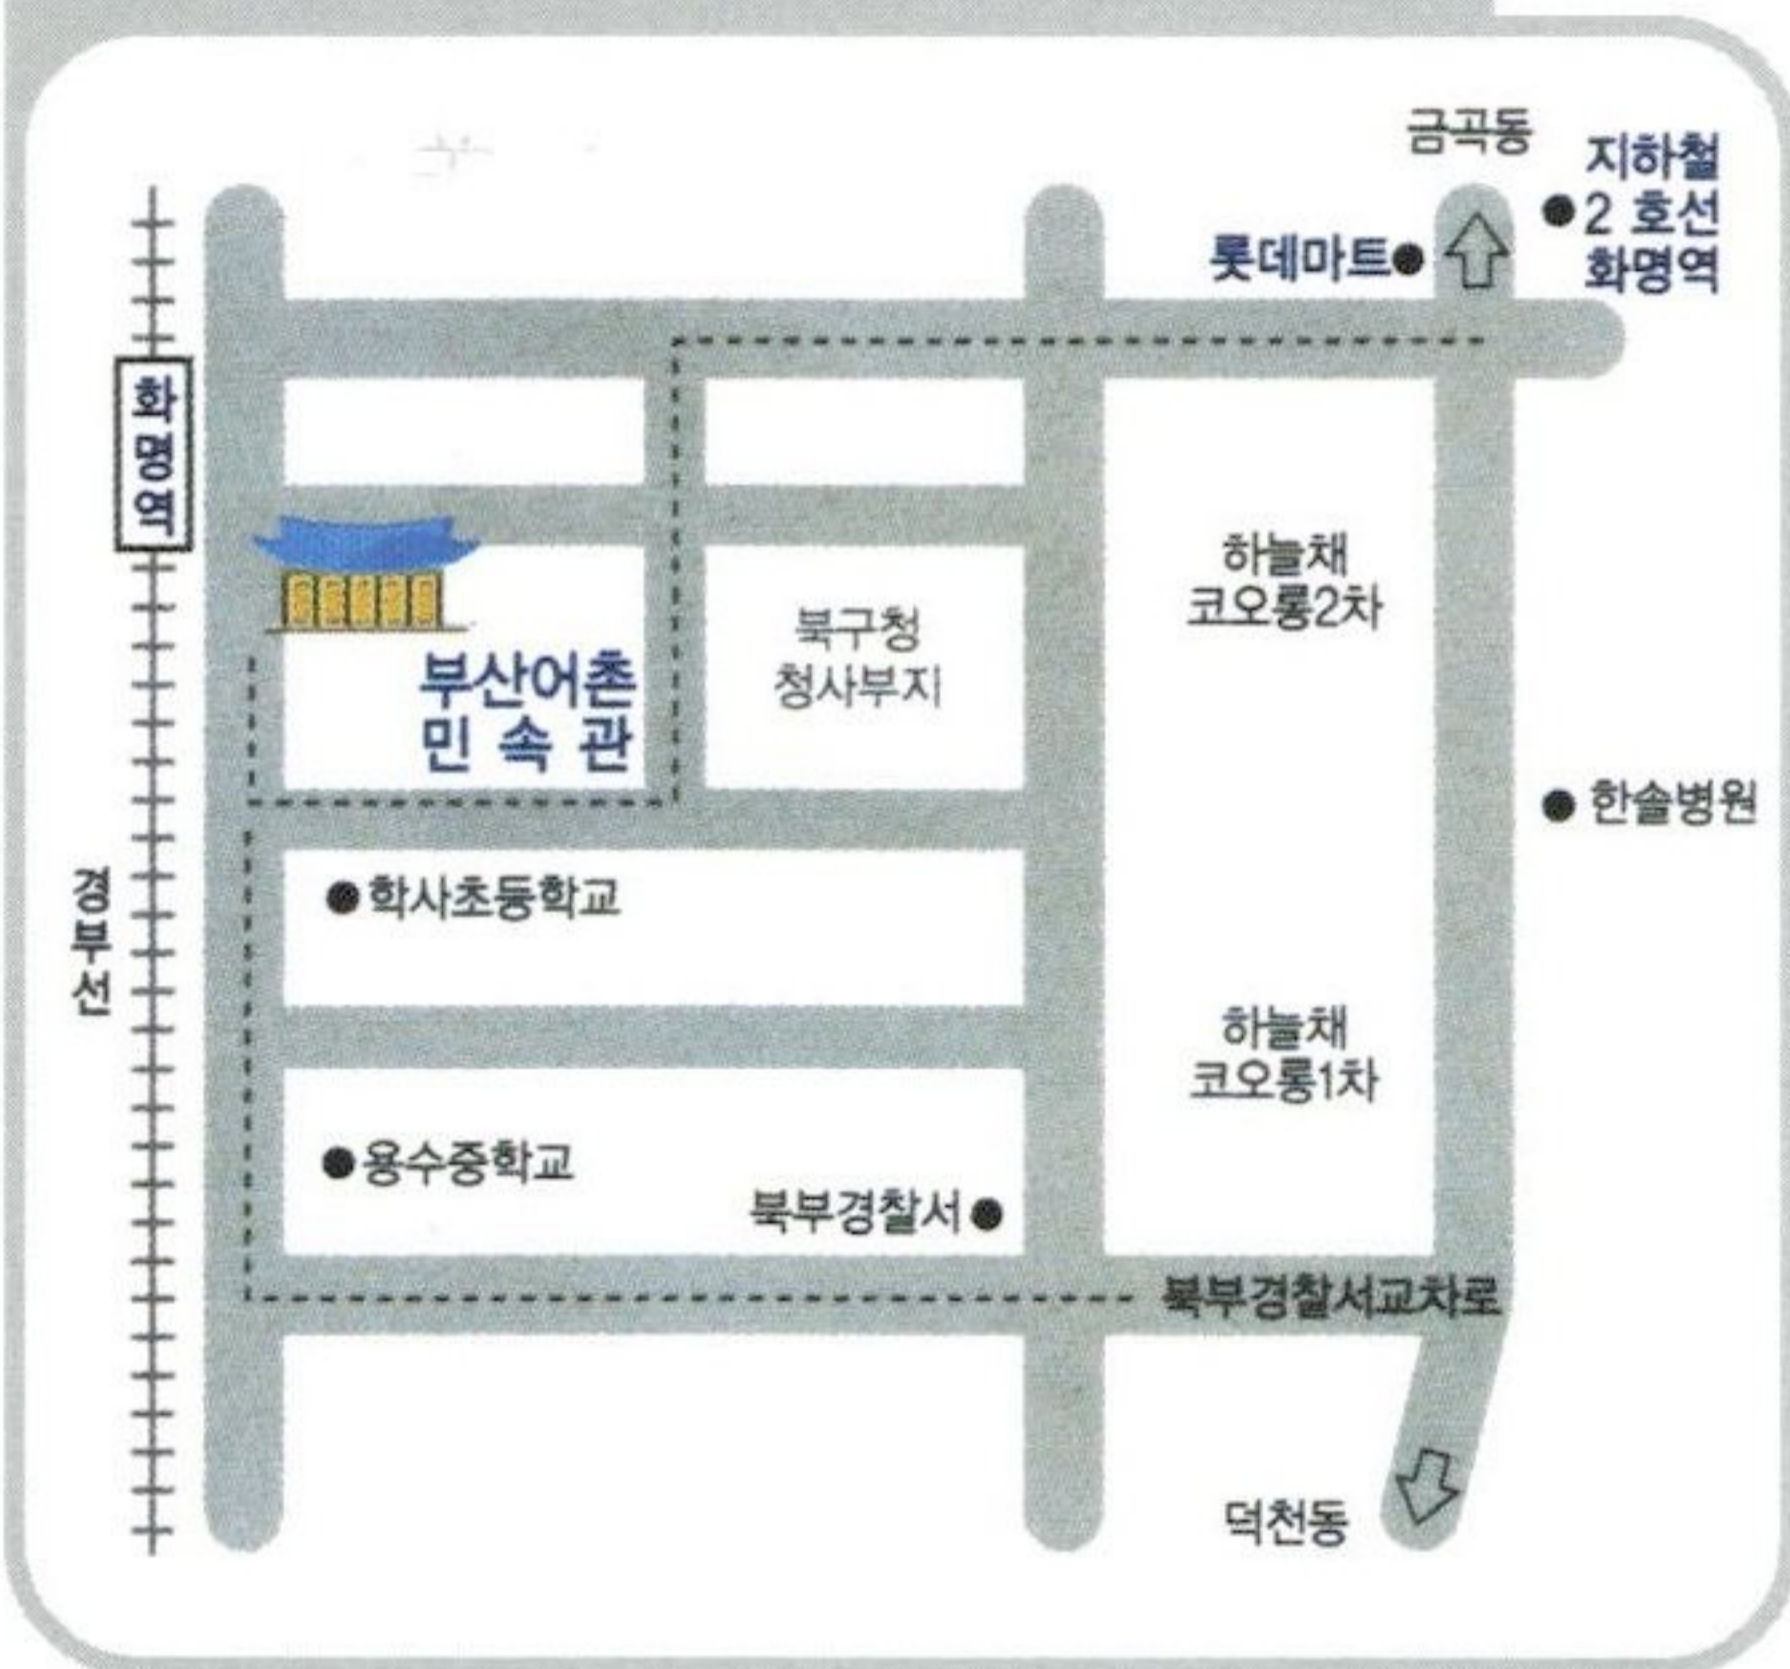 금곡동
지하철
2 호선
화명역
롯데마트
화명역
하늘채
코오롱2차
북구청
청사부지
부산어촌
민 속 관
한솔병원
경부선
학사초등학교
하늘채
코오롱1차
용수중학교
북부경찰서
북부경찰서교차로
덕천동